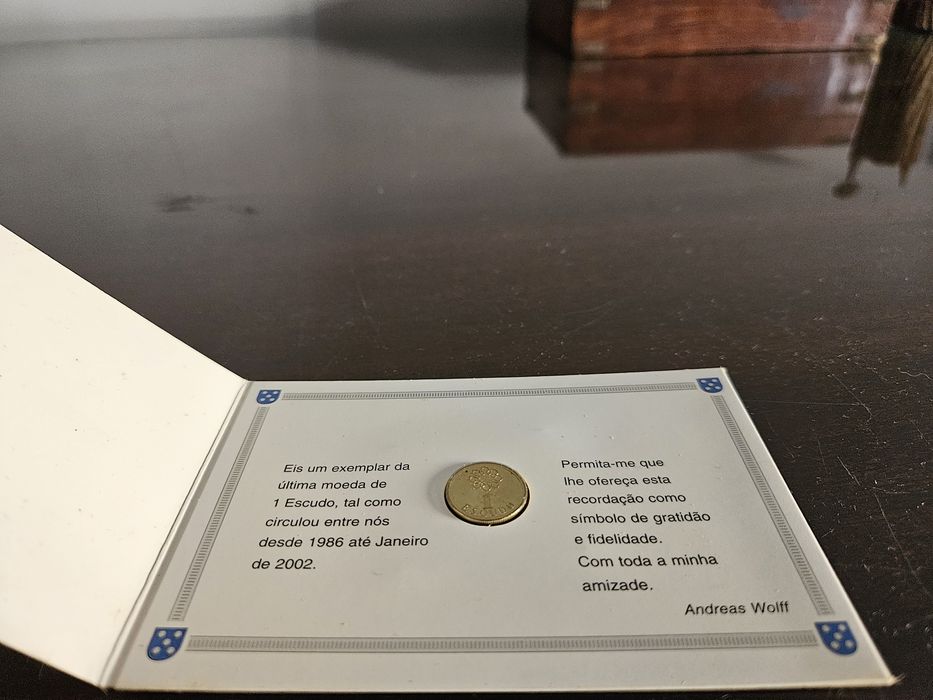 Eis um exemplar da
última moeda de
1 Escudo, tal como
circulou entre nós
desde 1986 até Janeiro
de 2002.
ESCUDO
Permita-me que
lhe ofereça esta
recordação como
símbolo de gratidão
e fidelidade.
Com toda a minha
amizade.
Andreas Wolff